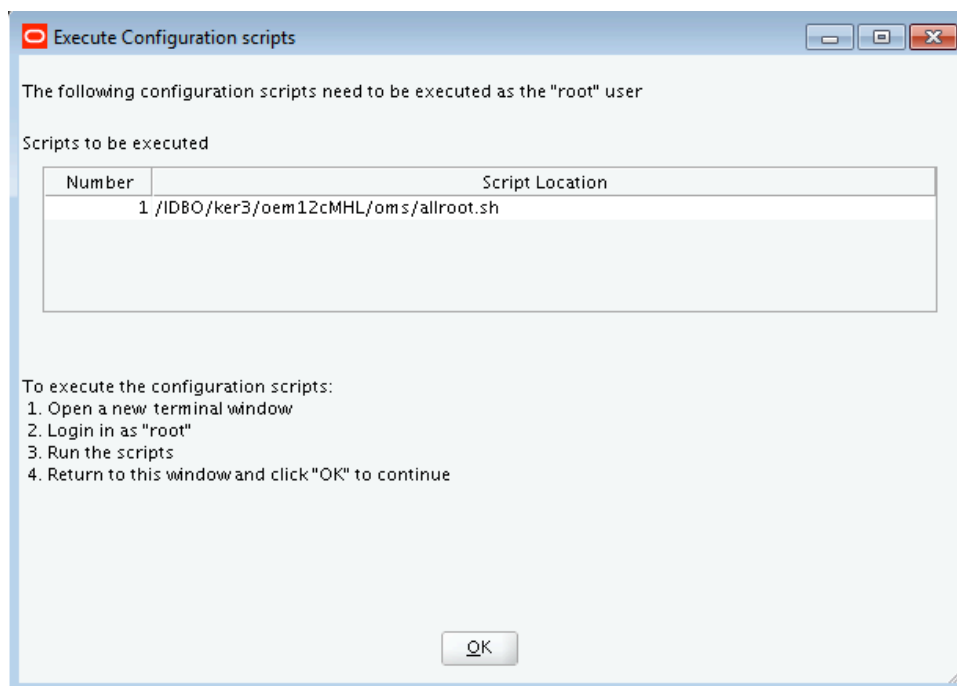 Execute Configuration scripts
The following configuration scripts need to be executed as the "root" user
Scripts to be executed
Number Script Location
1 /IDBO/ker3/oem12cMHL/oms/allroot.sh
To execute the configuration scripts:
1. Open a new terminal window
2. Login in as "root"
3. Run the scripts
4. Return to this window and click "OK" to continue
OK